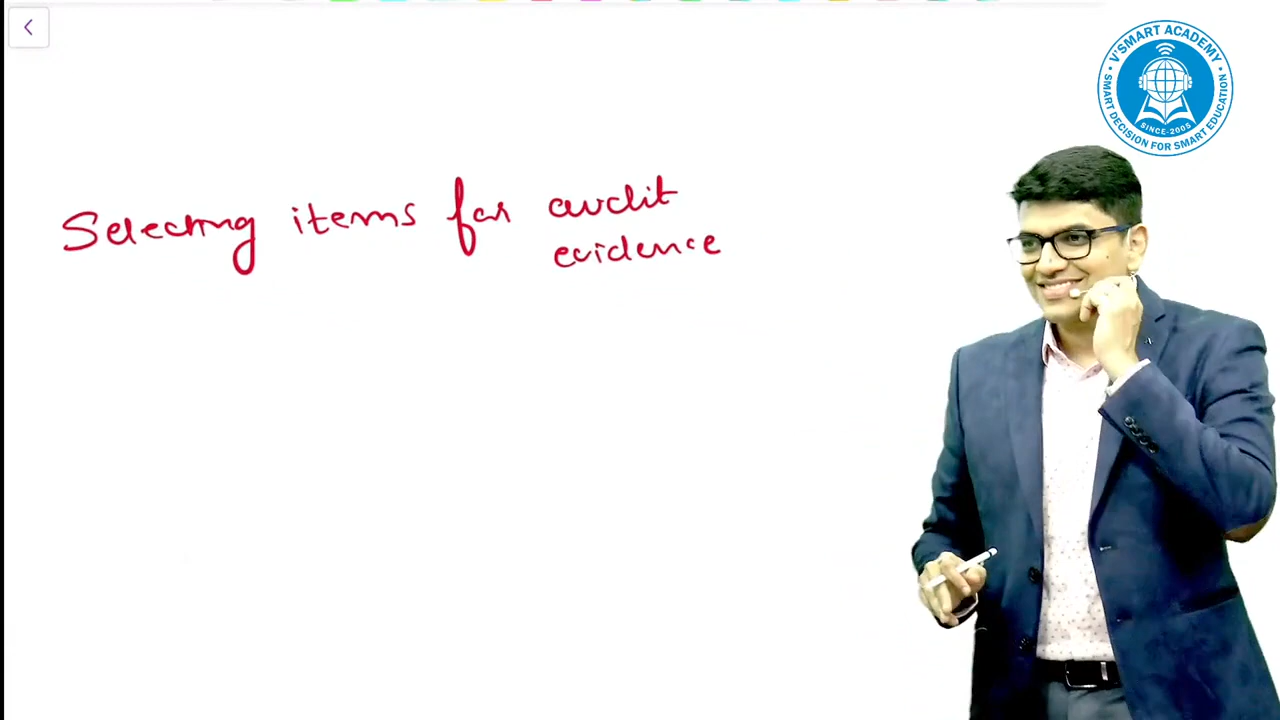 V'SMART ACADEMY
SMART DECISION FOR SMART EDUCATION
SINCE-2005
Selecting items for audit
evidence